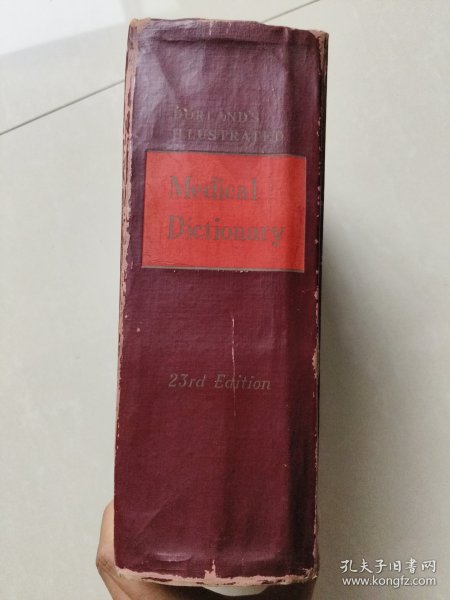 DORLAND'S
ILLUSTRATED
Medical
Dictionary
23rd Edition
孔夫子旧书网
www.kongfz.com